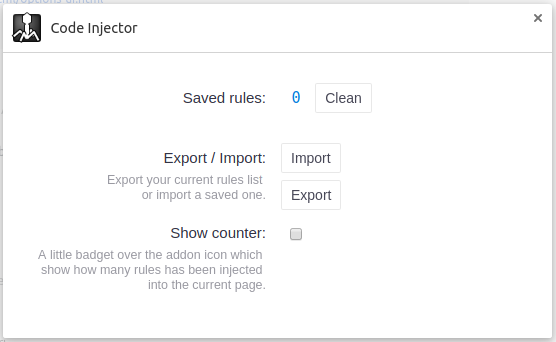 Code Injector
×
Saved rules: 0 Clean
Export / Import: Import
Export your current rules list
or import a saved one.
Export
Show counter:
A little badget over the addon icon which
show how many rules has been injected
into the current page.